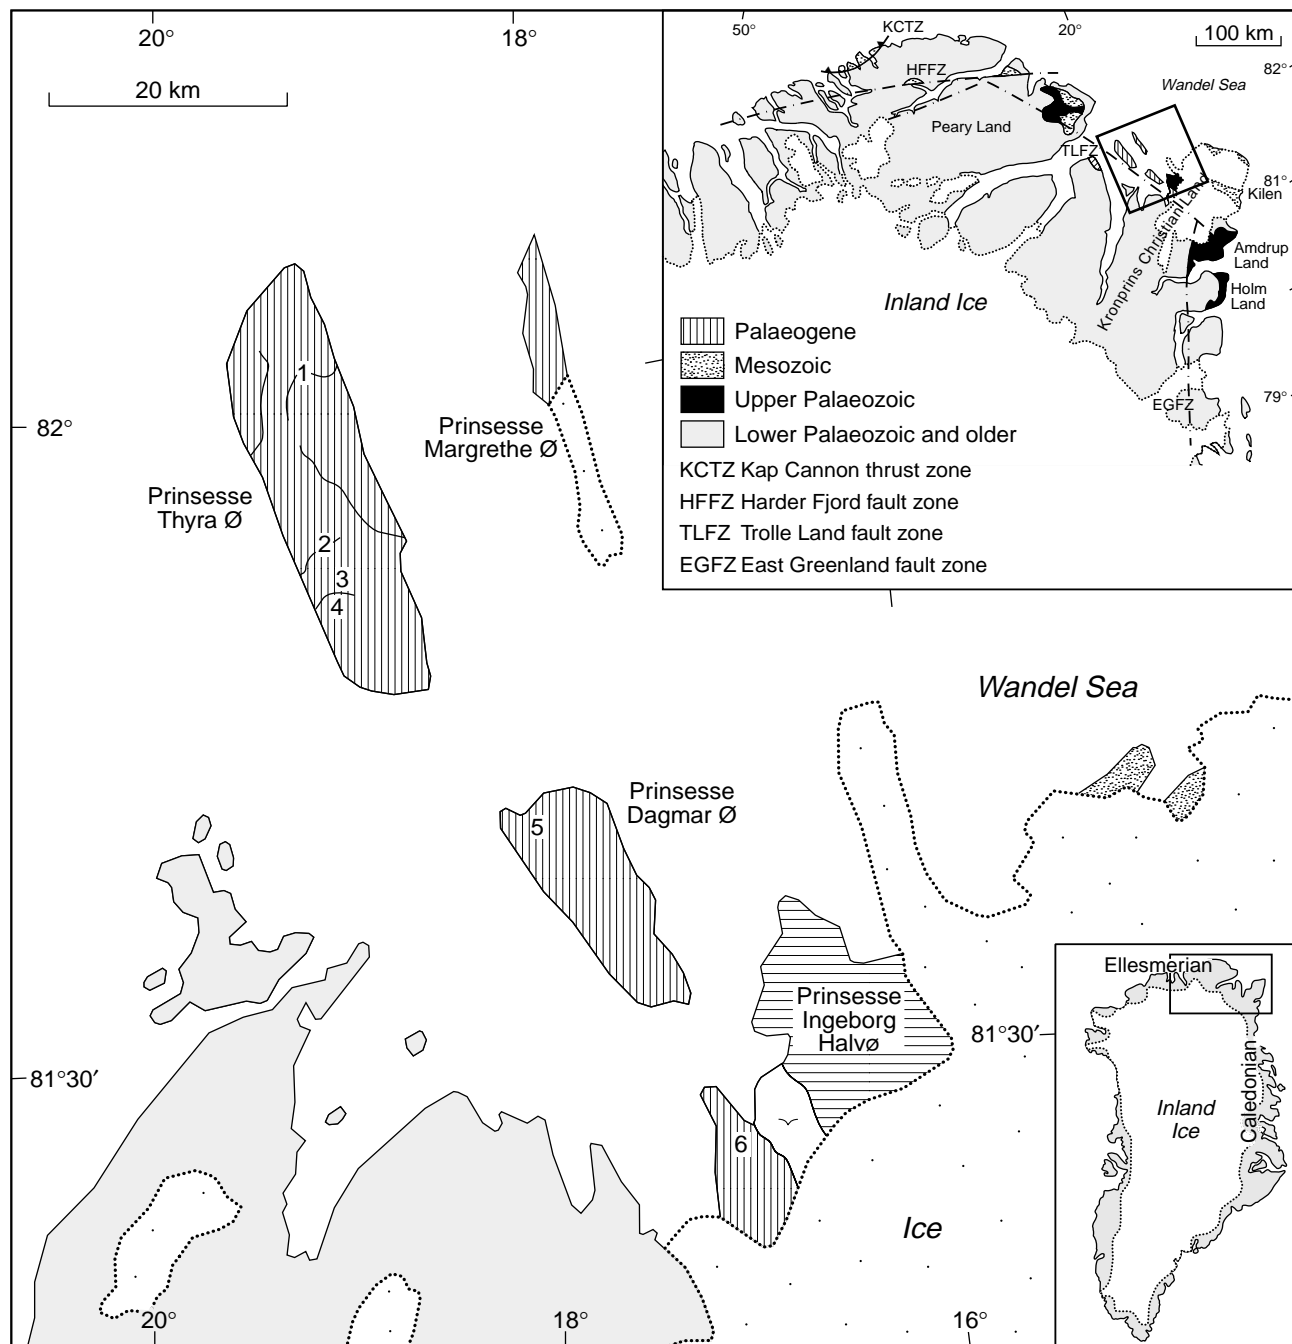 20°
18°
20 km
50°
KCTZ
20°
100 km
82°
HFFZ
Wandel Sea
Peary Land
TLFZ
81°
Kilen
Kronprins Christian Land
Amdrup
Land
Holm
Land
Inland Ice
79°
EGFZ
Palaeogene
Mesozoic
Upper Palaeozoic
Lower Palaeozoic and older
KCTZ Kap Cannon thrust zone
HFFZ Harder Fjord fault zone
TLFZ Trolle Land fault zone
EGFZ East Greenland fault zone
1
82°
Prinsesse
Margrethe Ø
Prinsesse
Thyra Ø
2
3
4
Wandel Sea
Prinsesse
Dagmar Ø
5
Prinsesse
Ingeborg
Halvø
81°30′
81°30′
6
Ice
20°
18°
16°
Ellesmerian
Caledonian
Inland
Ice